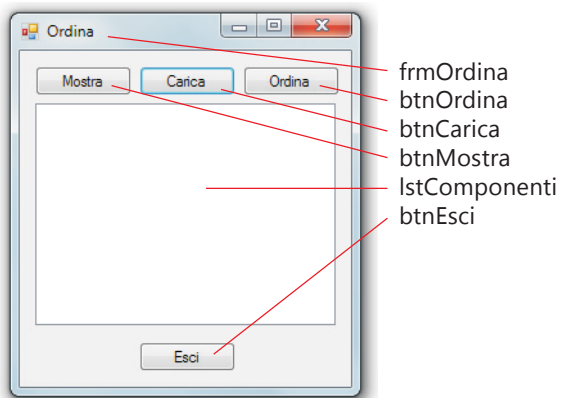 Ordina
Mostra Carica Ordina
Esci
frmOrdina
btnOrdina
btnCarica
btnMostra
lstComponenti
btnEsci